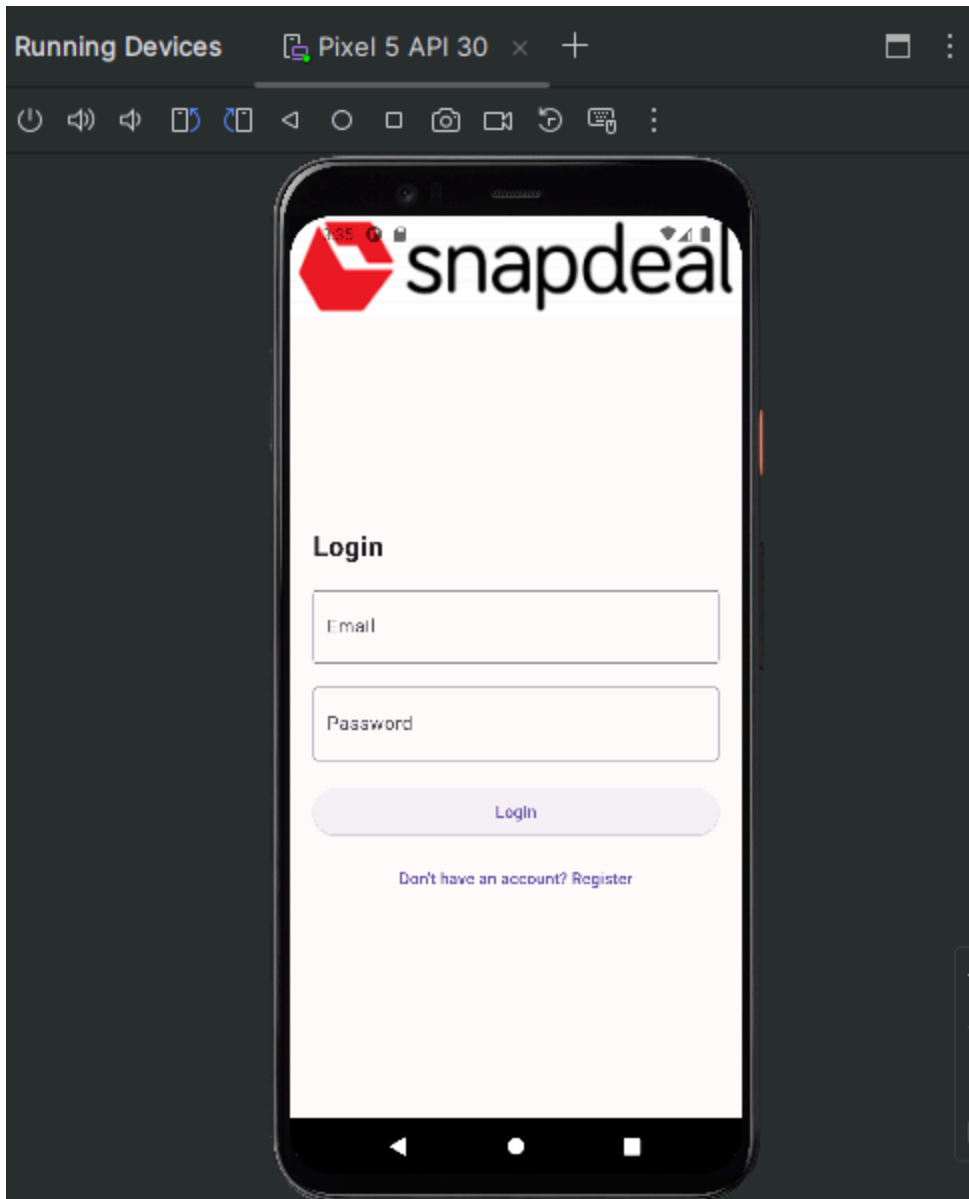 Running Devices
Pixel 5 API 30
snapdeal
Login
Email
Password
Login
Don't have an account? Register